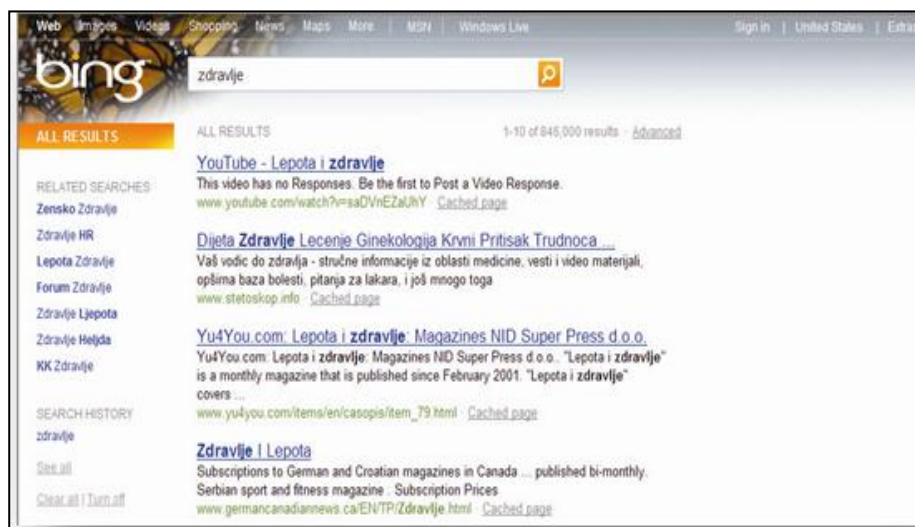 Web Images Videos Shopping News Maps More | MSN | Windows Live Sign in | United States | Extras
bing
zdravlje
ALL RESULTS
RELATED SEARCHES
Zensko Zdravlje
Zdravlje HR
Lepota Zdravlje
Forum Zdravlje
Zdravlje Ljepota
Zdravlje Heljda
KK Zdravlje
SEARCH HISTORY
zdravlje
See all
Clear all | Turn off
ALL RESULTS 1-10 of 846,000 results · Advanced
YouTube - Lepota i zdravlje
This video has no Responses. Be the first to Post a Video Response.
www.youtube.com/watch?v=saDVnEZaUhY · Cached page
Dijeta Zdravlje Lecenje Ginekologija Krvni Pritisak Trudnoca ...
Vaš vodic do zdravlja - stručne informacije iz oblasti medicine, vesti i video materijali,
opširna baza bolesti, pitanja za lakara, i još mnogo toga
www.stetoskop.info · Cached page
Yu4You.com: Lepota i zdravlje: Magazines NID Super Press d.o.o.
Yu4You.com: Lepota i zdravlje: Magazines NID Super Press d.o.o.. "Lepota i zdravlje"
is a monthly magazine that is published since February 2001. "Lepota i zdravlje"
covers ...
www.yu4you.com/items/en/casopis/item_79.html · Cached page
Zdravlje I Lepota
Subscriptions to German and Croatian magazines in Canada ... published bi-monthly.
Serbian sport and fitness magazine : Subscription Prices
www.germancanadiannews.ca/EN/TP/Zdravlje.html · Cached page